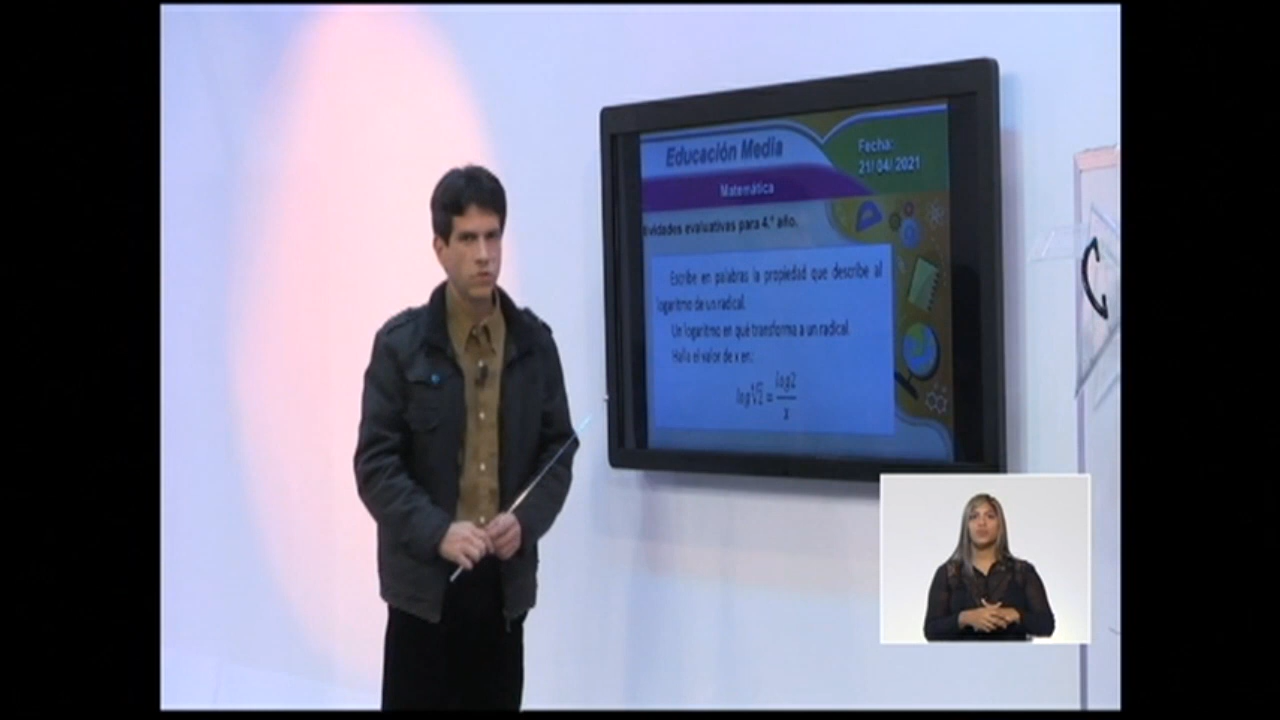 Educación Media
Fecha:
21/ 04/ 2021
Matemática
tividades evaluativas para 4.° año.
Escribe en palabras la propiedad que describe al
logaritmo de un radical.
Un logaritmo en qué transforma a un radical.
Halla el valor de x en:
log2
log∜2 = 
x
C